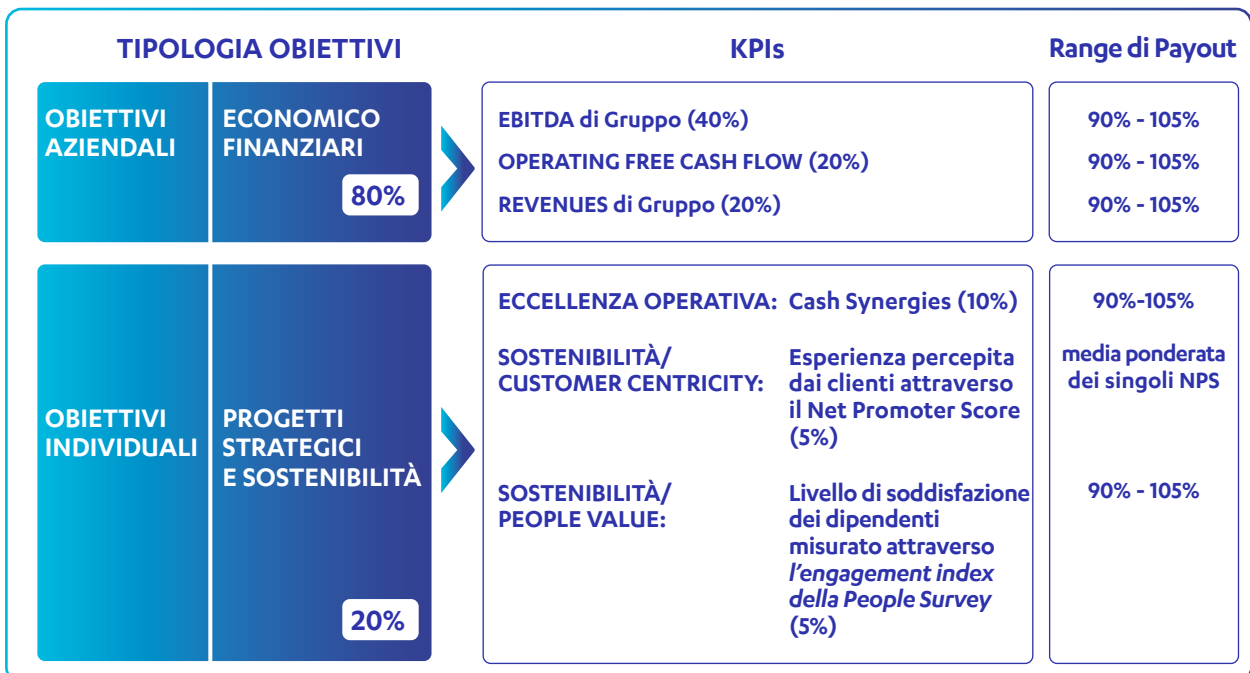 TIPOLOGIA OBIETTIVI
KPIs
Range di Payout
OBIETTIVI
AZIENDALI
ECONOMICO
FINANZIARI
80%
EBITDA di Gruppo (40%)
90% - 105%
OPERATING FREE CASH FLOW (20%)
90% - 105%
REVENUES di Gruppo (20%)
90% - 105%
OBIETTIVI
INDIVIDUALI
PROGETTI
STRATEGICI
E SOSTENIBILITÀ
20%
ECCELLENZA OPERATIVA:
Cash Synergies (10%)
90%-105%
SOSTENIBILITÀ/
CUSTOMER CENTRICITY:
Esperienza percepita
dai clienti attraverso
il Net Promoter Score
(5%)
media ponderata
dei singoli NPS
SOSTENIBILITÀ/
PEOPLE VALUE:
Livello di soddisfazione
dei dipendenti
misurato attraverso
l’engagement index
della People Survey
(5%)
90% - 105%